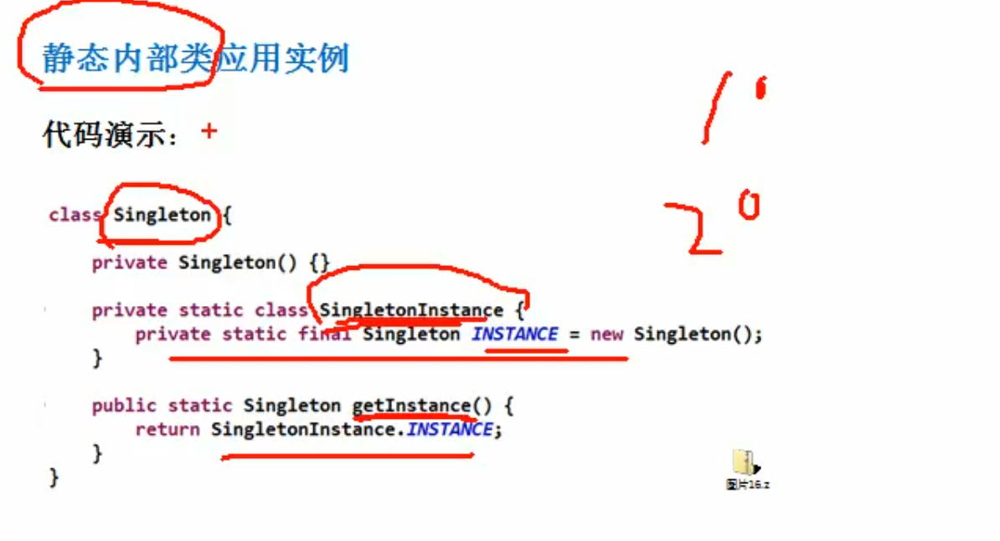 静态内部类应用实例
代码演示：
class Singleton {
private Singleton() {}
private static class SingletonInstance {
private static final Singleton INSTANCE = new Singleton();
}
public static Singleton getInstance() {
return SingletonInstance.INSTANCE;
}
}
1
2
图片16.z